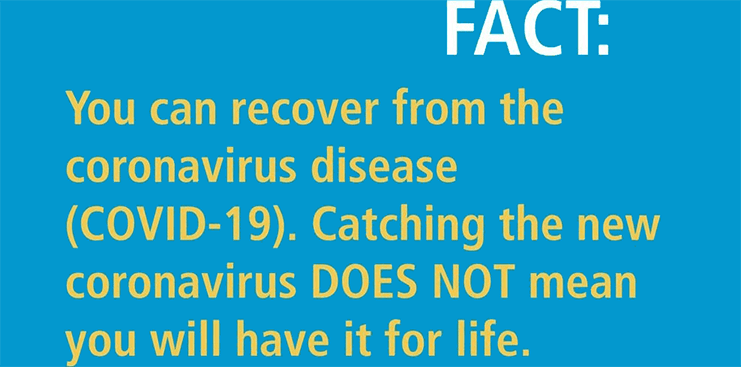 FACT:
You can recover from the
coronavirus disease
(COVID-19). Catching the new
coronavirus DOES NOT mean
you will have it for life.